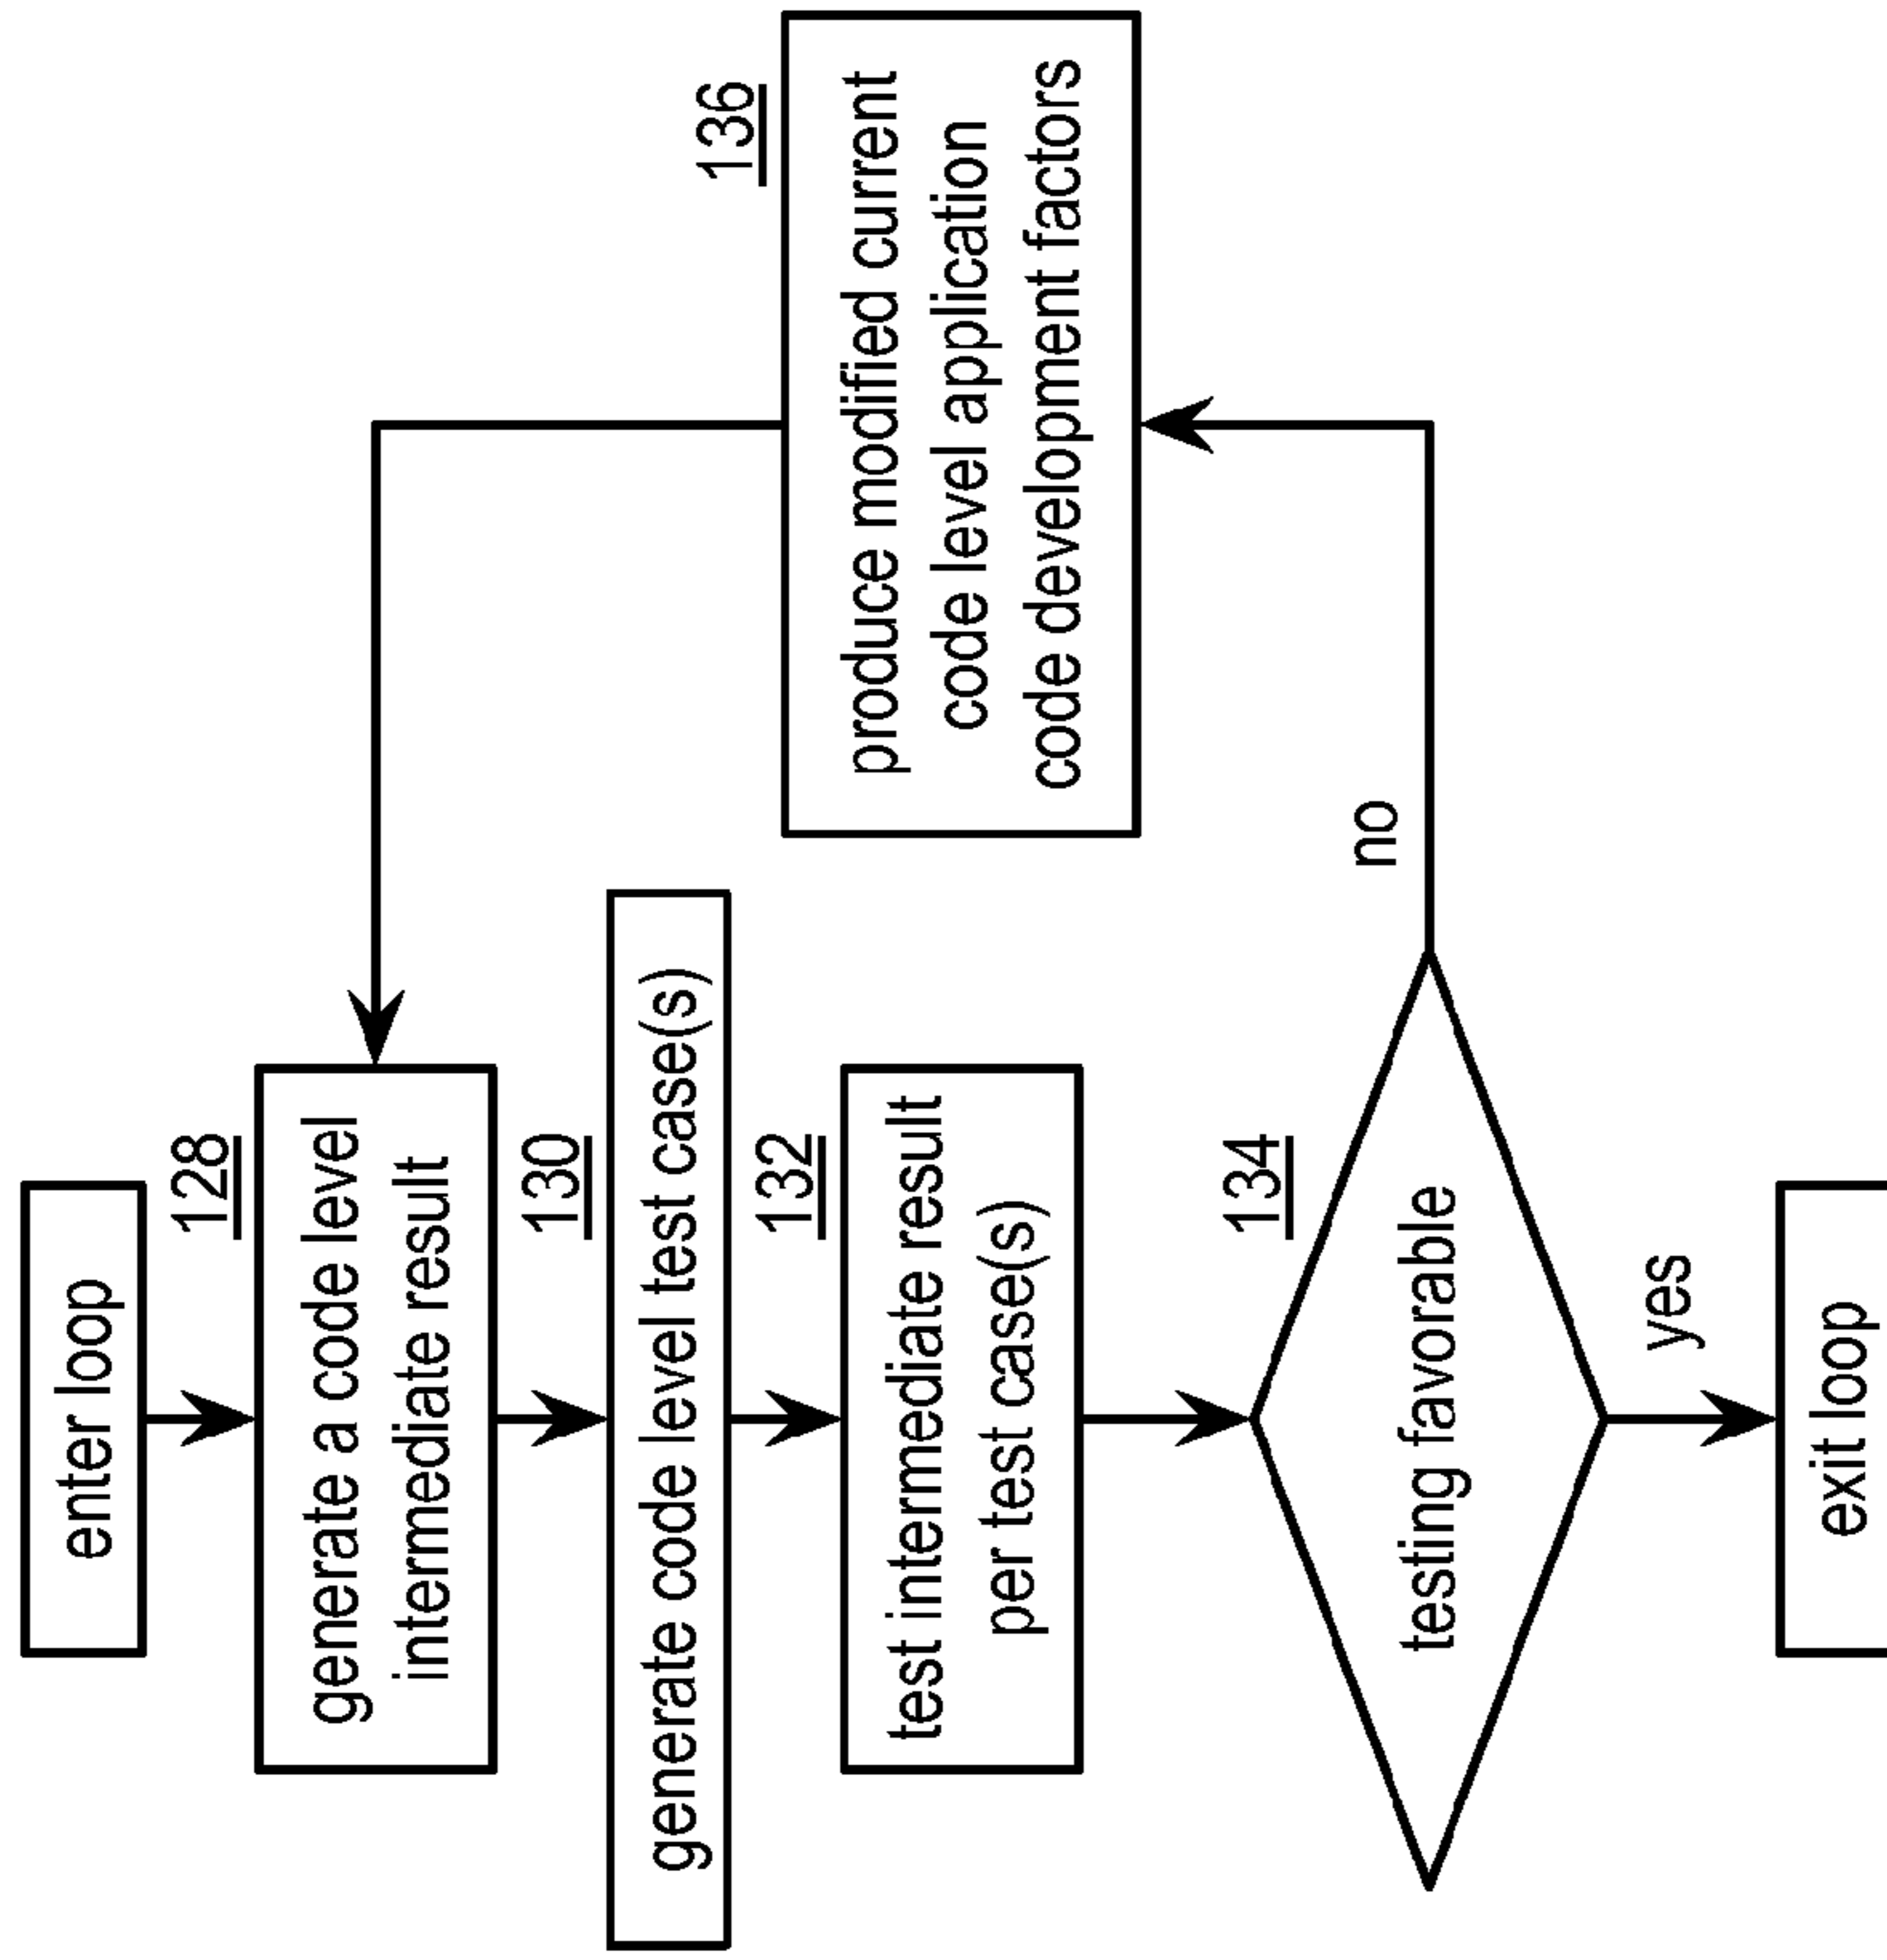 enter loop
128
generate a code level
intermediate result
130
generate code level test case(s)
132
test intermediate result
per test case(s)
134
testing favorable
yes
exit loop
no
136
produce modified current
code level application
code development factors